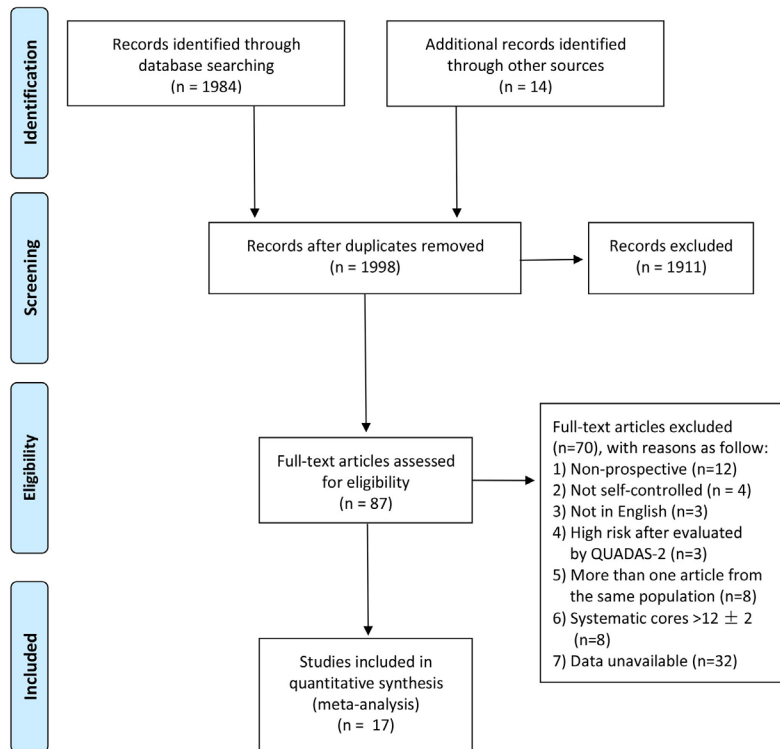 Identification
Records identified through
database searching
(n = 1984)
Additional records identified
through other sources
(n = 14)
Screening
Records after duplicates removed
(n = 1998)
Records excluded
(n = 1911)
Eligibility
Full-text articles assessed
for eligibility
(n = 87)
Full-text articles excluded
(n=70), with reasons as follow:
1) Non-prospective (n=12)
2) Not self-controlled (n = 4)
3) Not in English (n=3)
4) High risk after evaluated
by QUADAS-2 (n=3)
5) More than one article from
the same population (n=8)
6) Systematic cores >12 ± 2
(n=8)
7) Data unavailable (n=32)
Included
Studies included in
quantitative synthesis
(meta-analysis)
(n = 17)